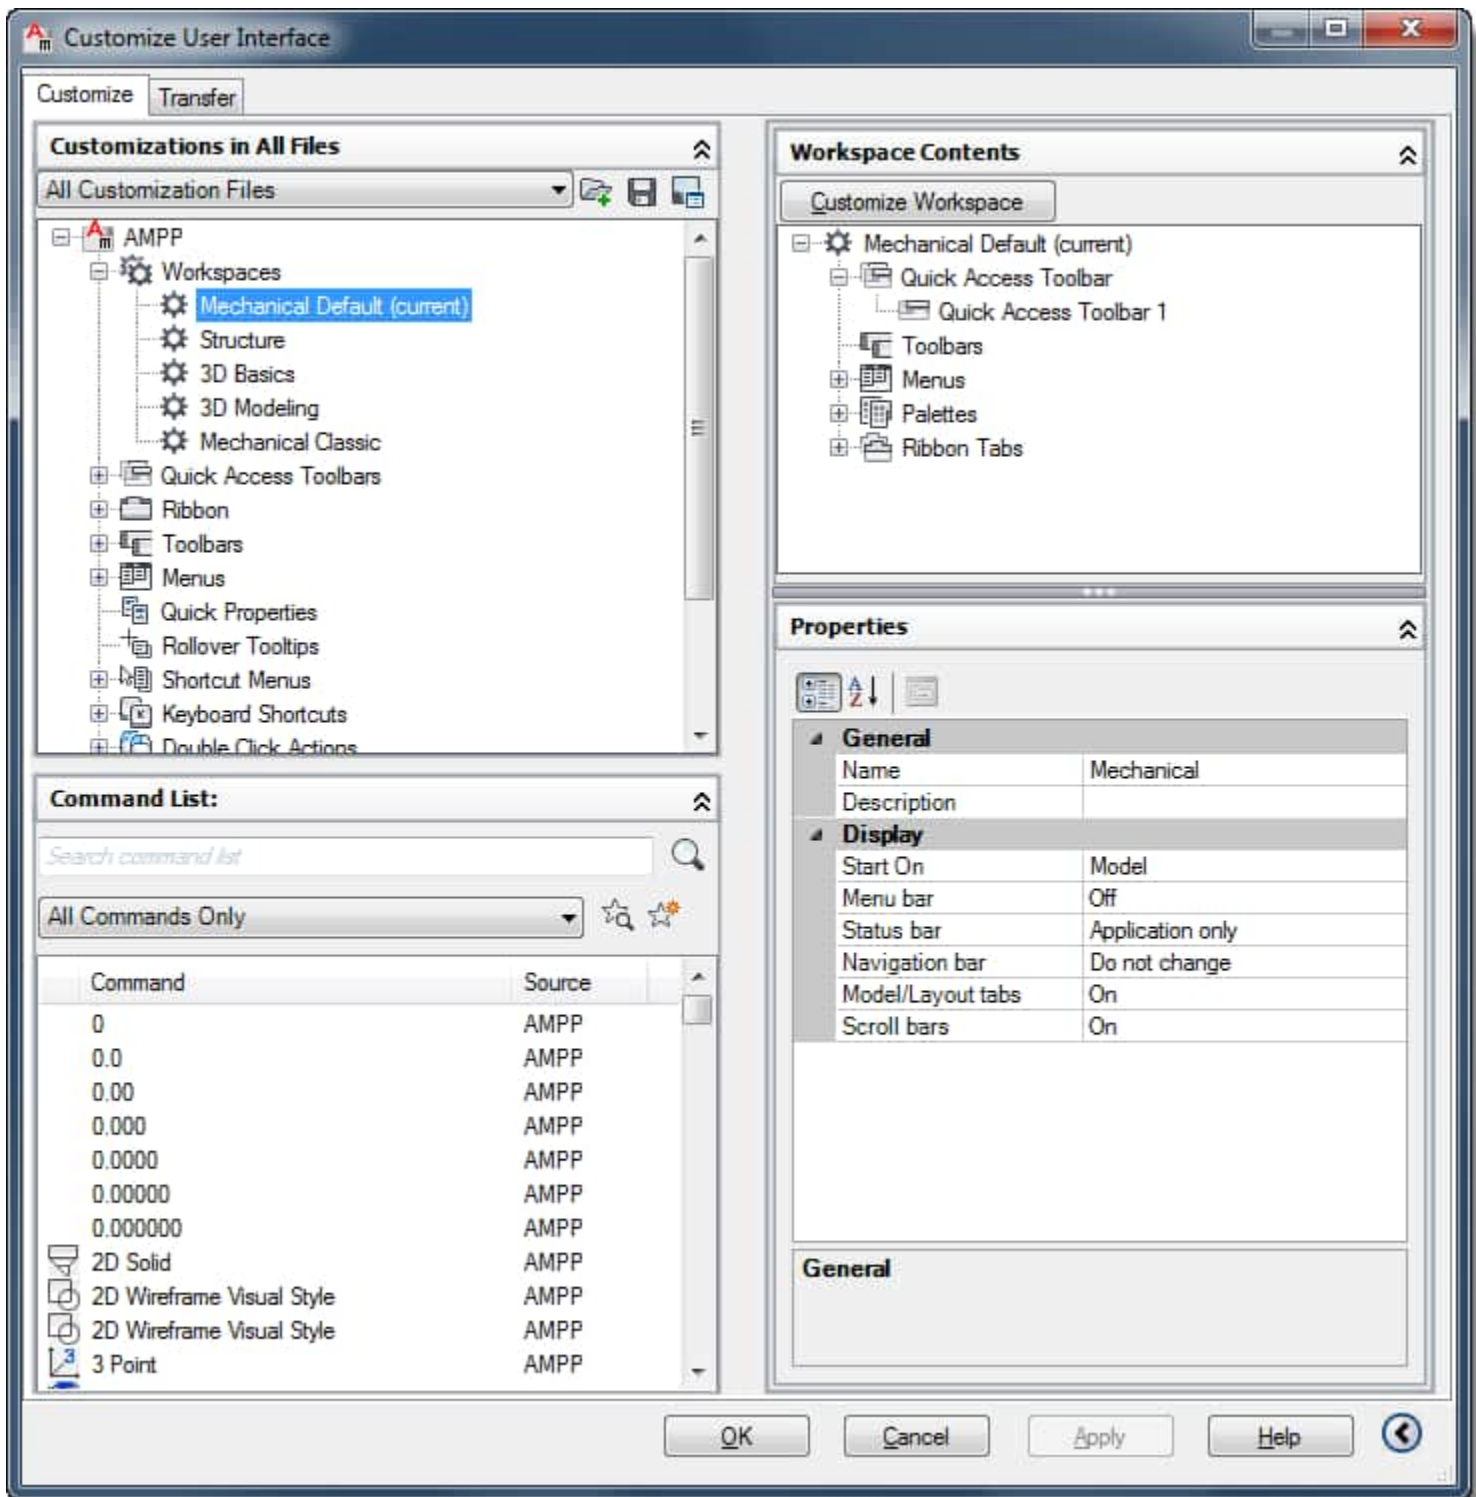 Customize User Interface
Customize Transfer
Customizations in All Files
All Customization Files
AMPP
Workspaces
Mechanical Default (current)
Structure
3D Basics
3D Modeling
Mechanical Classic
Quick Access Toolbars
Ribbon
Toolbars
Menus
Quick Properties
Rollover Tooltips
Shortcut Menus
Keyboard Shortcuts
Double Click Actions
Command List:
Search command list
All Commands Only
Command Source
0 AMPP
0.0 AMPP
0.00 AMPP
0.000 AMPP
0.0000 AMPP
0.00000 AMPP
0.000000 AMPP
2D Solid AMPP
2D Wireframe Visual Style AMPP
2D Wireframe Visual Style AMPP
3 Point AMPP
Workspace Contents
Customize Workspace
Mechanical Default (current)
Quick Access Toolbar
Quick Access Toolbar 1
Toolbars
Menus
Palettes
Ribbon Tabs
Properties
General
Name Mechanical
Description
Display
Start On Model
Menu bar Off
Status bar Application only
Navigation bar Do not change
Model/Layout tabs On
Scroll bars On
General
OK Cancel Apply Help